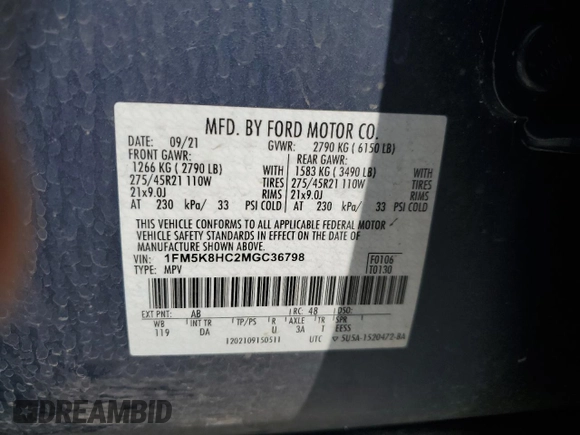 MFD. BY FORD MOTOR CO.
DATE: 09/21 GVWR: 2790 KG ( 6150 LB)
FRONT GAWR: REAR GAWR:
1266 KG ( 2790 LB) 1583 KG ( 3490 LB)
275/45R21 110W TIRES 275/45R21 110W TIRES
21x9.0J RIMS 21x9.0J RIMS
AT 230 kPa/ 33 PSI COLD AT 230 kPa/ 33 PSI COLD
THIS VEHICLE CONFORMS TO ALL APPLICABLE FEDERAL MOTOR
VEHICLE SAFETY STANDARDS IN EFFECT ON THE DATE OF
MANUFACTURE SHOWN ABOVE.
VIN: 1FM5K8HC2MGC36798 F0106
TYPE: MPV T0130
EXT PNT: AB RC: 48 DSO:
WB INT TR TP/PS R AXLE TR SPR
119 DA U 3A T EESS
1202109150511 UTC SU5A-1520472-BA
DREAMBID